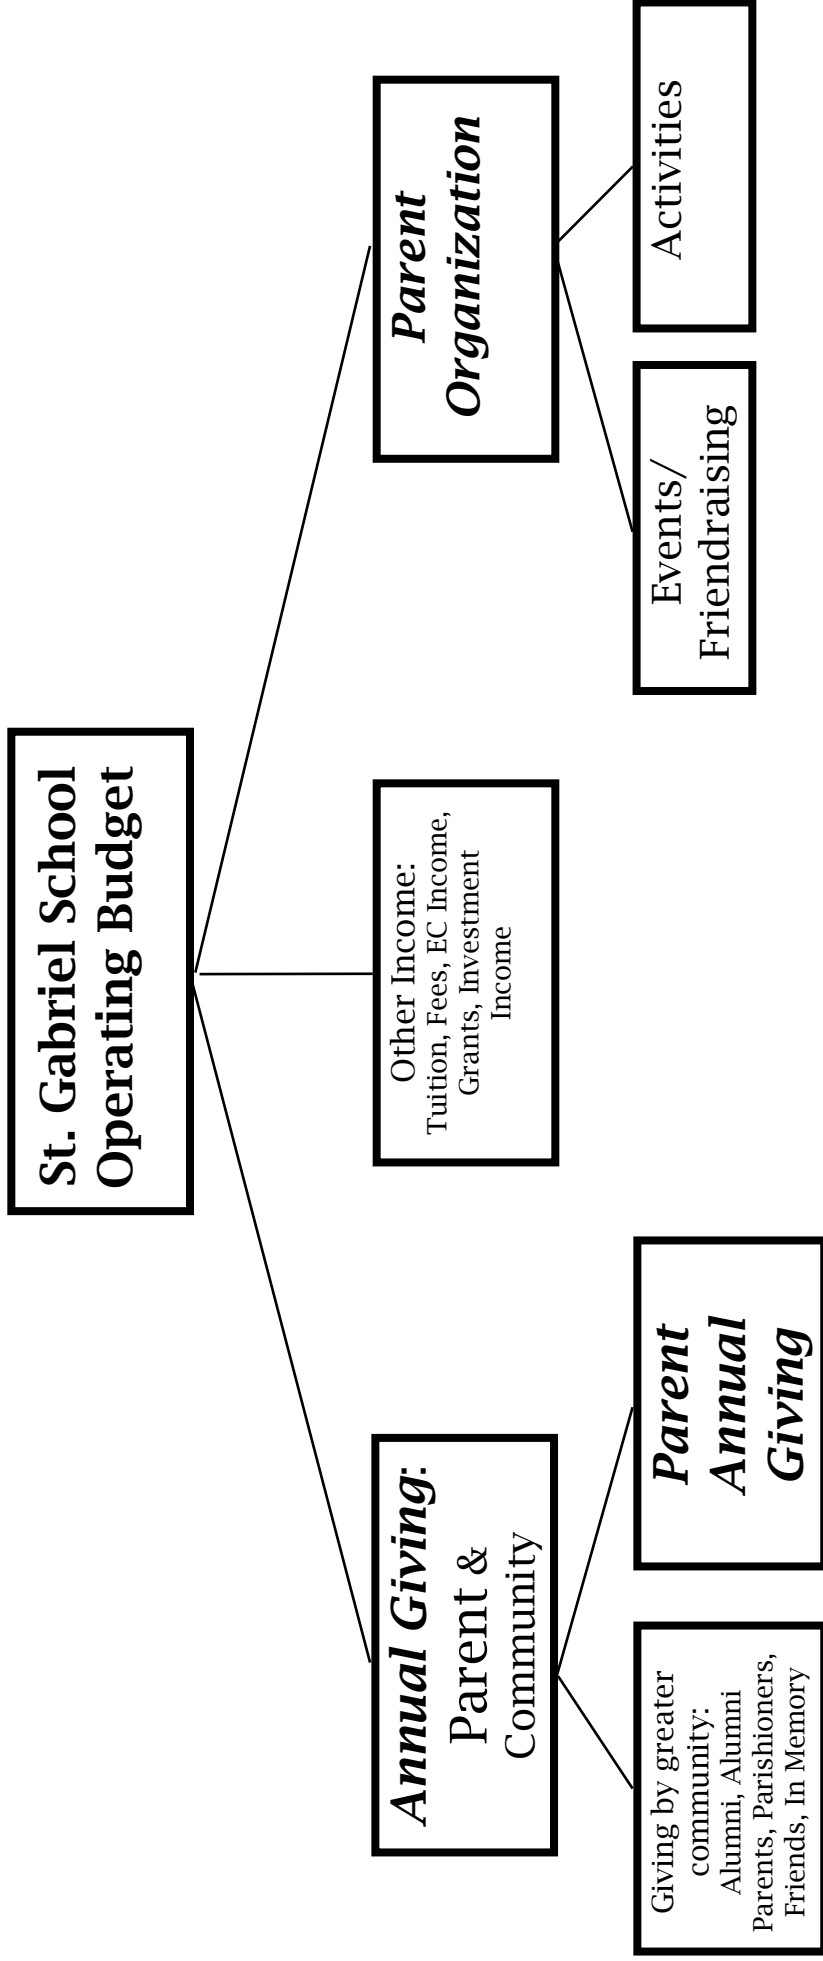 St. Gabriel School
Operating Budget
Annual Giving:
Parent &
Community
Other Income:
Tuition, Fees, EC Income,
Grants, Investment
Income
Parent
Organization
Giving by greater
community:
Alumni, Alumni
Parents, Parishioners,
Friends, In Memory
Parent
Annual
Giving
Events/
Friendraising
Activities